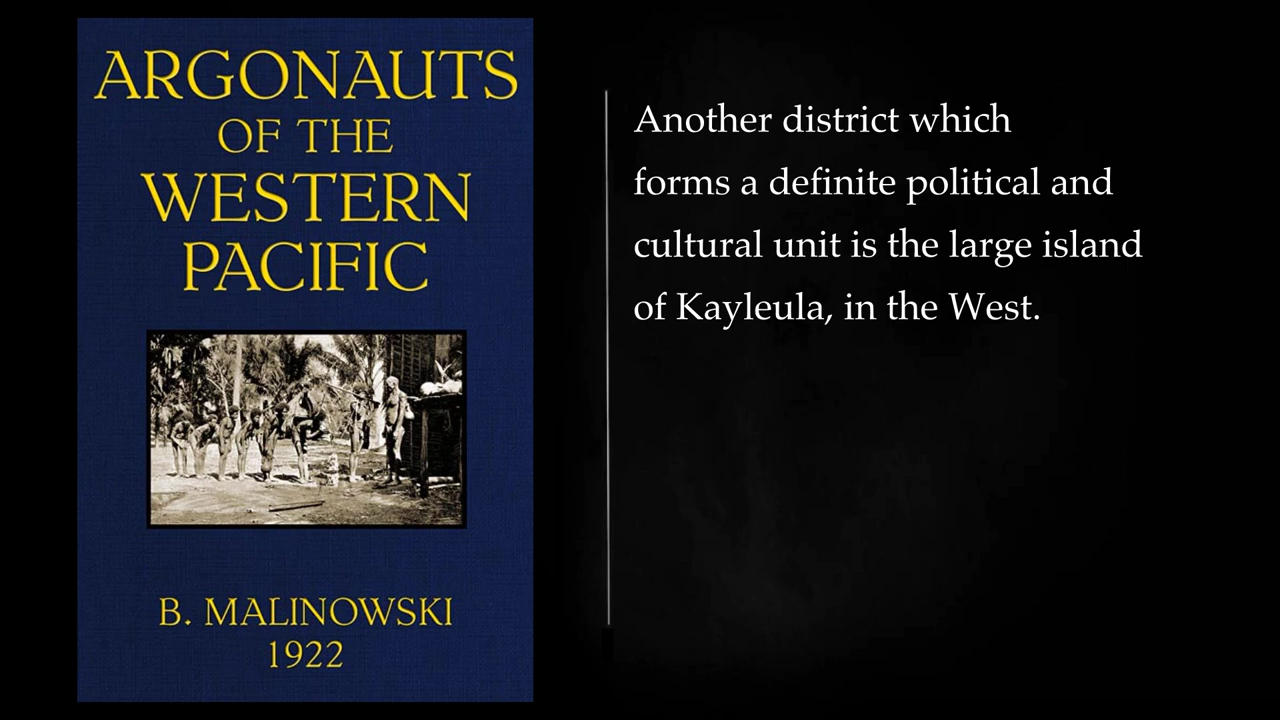 ARGONAUTS
OF THE
WESTERN
PACIFIC
B. MALINOWSKI
1922
Another district which
forms a definite political and
cultural unit is the large island
of Kayleula, in the West.